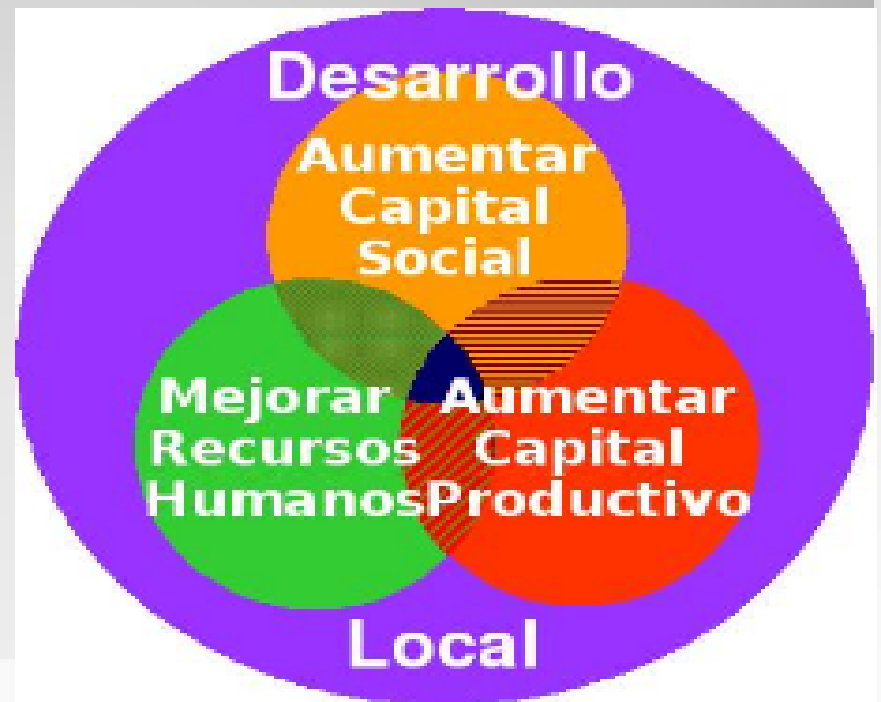 Desarrollo
Aumentar
Capital
Social
Mejorar
Recursos
Humanos
Aumentar
Capital
Productivo
Local